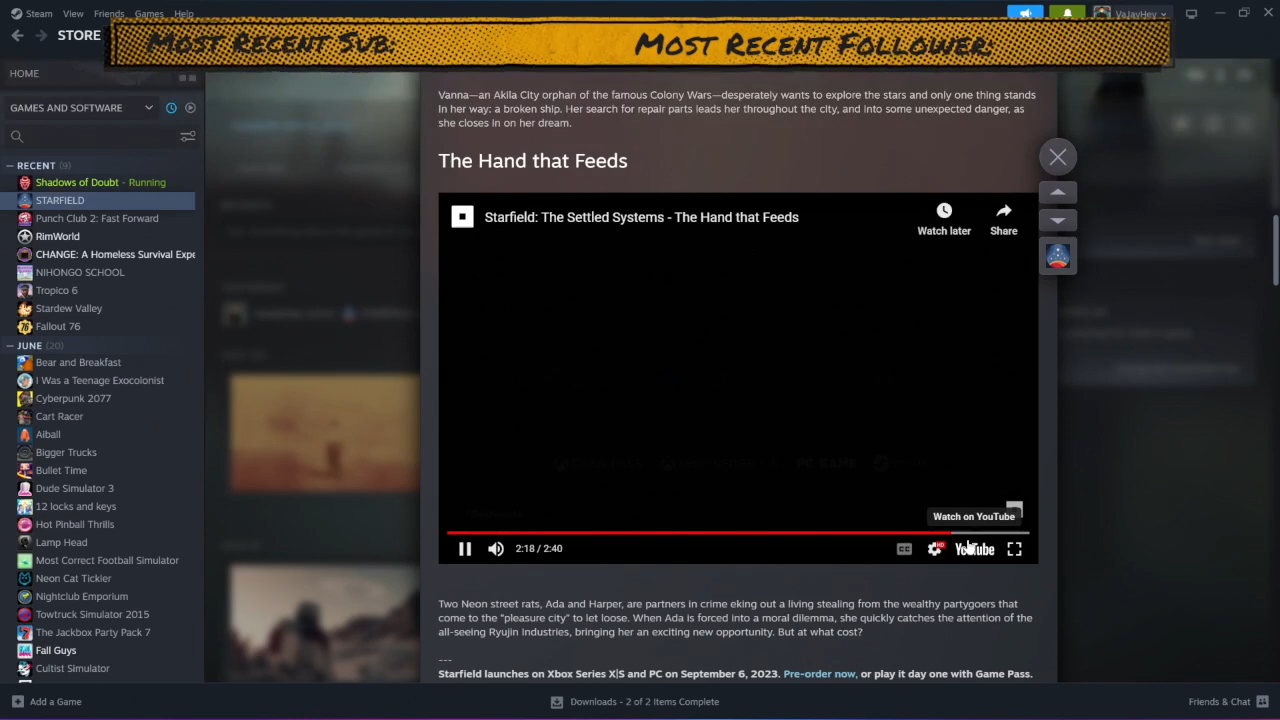 Steam View Friends Games Help
VaJayHey
STORE
Most Recent Sub:
Most Recent Follower:
HOME
GAMES AND SOFTWARE
RECENT (9)
Shadows of Doubt - Running
STARFIELD
Punch Club 2: Fast Forward
RimWorld
CHANGE: A Homeless Survival Expe
NIHONGO SCHOOL
Tropico 6
Stardew Valley
Fallout 76
JUNE (20)
Bear and Breakfast
I Was a Teenage Exocolonist
Cyberpunk 2077
Cart Racer
Aiball
Bigger Trucks
Bullet Time
Dude Simulator 3
12 locks and keys
Hot Pinball Thrills
Lamp Head
Most Correct Football Simulator
Neon Cat Tickler
Nightclub Emporium
Towtruck Simulator 2015
The Jackbox Party Pack 7
Fall Guys
Cultist Simulator
Vanna—an Akila City orphan of the famous Colony Wars—desperately wants to explore the stars and only one thing stands
in her way: a broken ship. Her search for repair parts leads her throughout the city, and into some unexpected danger, as
she closes in on her dream.
The Hand that Feeds
Starfield: The Settled Systems - The Hand that Feeds
Watch later
Share
PC GAME
Watch on YouTube
2:18 / 2:40
CC
HD
YouTube
Two Neon street rats, Ada and Harper, are partners in crime eking out a living stealing from the wealthy partygoers that
come to the "pleasure city" to let loose. When Ada is forced into a moral dilemma, she quickly catches the attention of the
all-seeing Ryujin Industries, bringing her an exciting new opportunity. But at what cost?
---
Starfield launches on Xbox Series X|S and PC on September 6, 2023. Pre-order now, or play it day one with Game Pass.
Add a Game
Downloads - 2 of 2 Items Complete
Friends & Chat